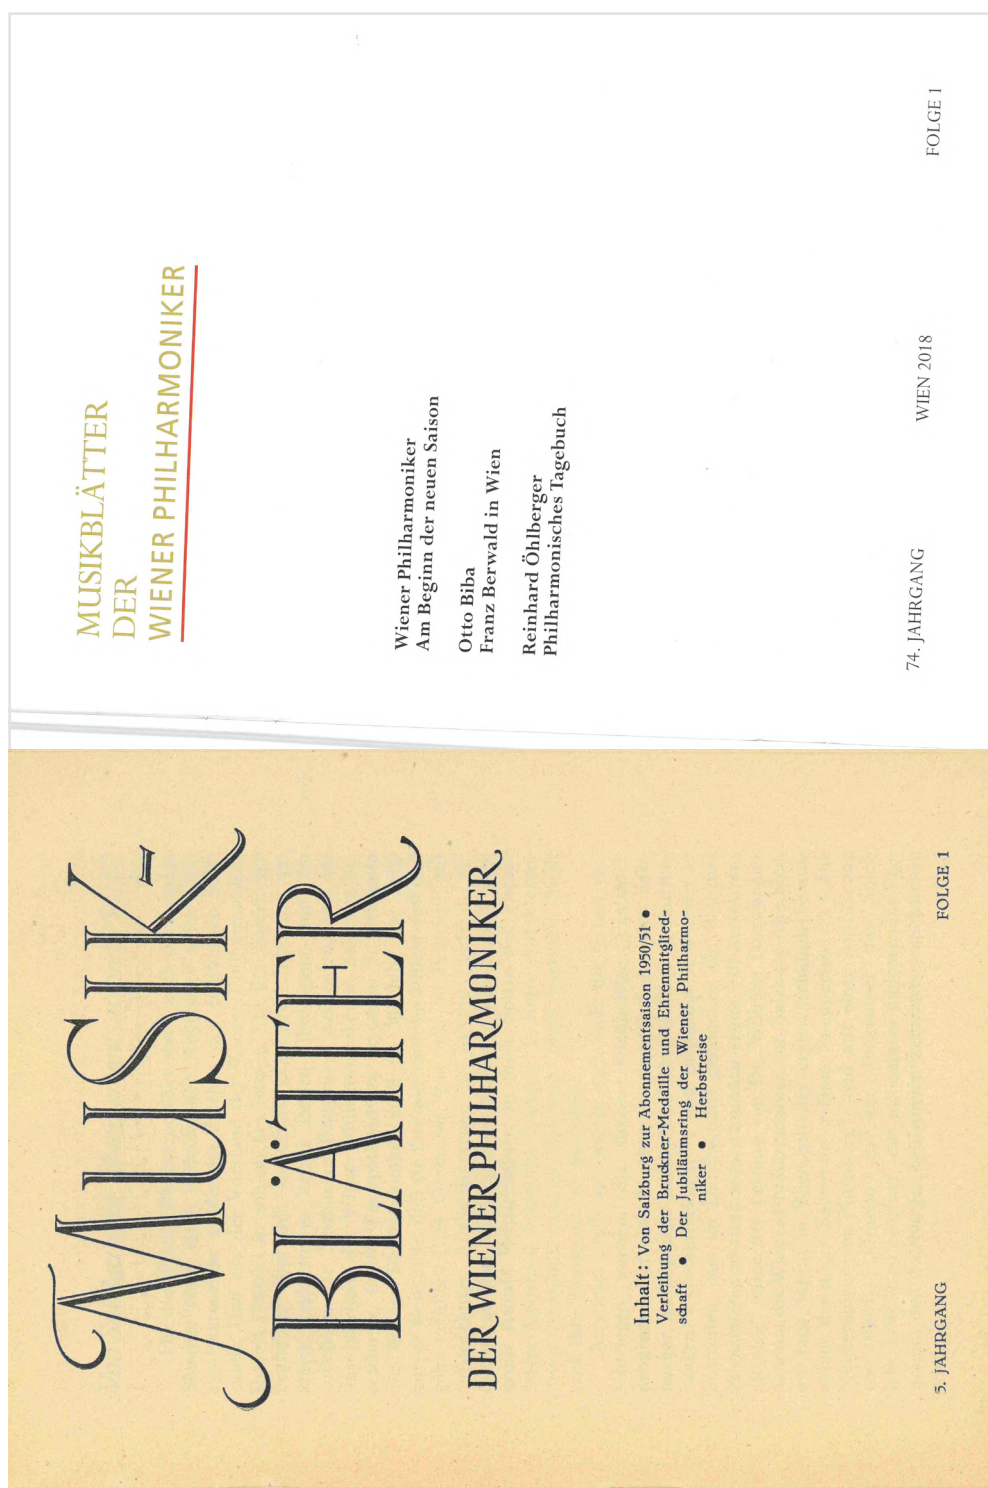 MUSIK-
BLÄTTER
DER WIENER PHILHARMONIKER
Inhalt: Von Salzburg zur Abonnementsaison 1950/51 •
Verleihung der Bruckner-Medaille und Ehrenmitglied-
schaft • Der Jubiläumsring der Wiener Philharmo-
niker • Herbstreise
5. JAHRGANG FOLGE 1
MUSIKBLÄTTER
DER
WIENER PHILHARMONIKER
Wiener Philharmoniker
Am Beginn der neuen Saison
Otto Biba
Franz Berwald in Wien
Reinhard Öhlberger
Philharmonisches Tagebuch
74. JAHRGANG WIEN 2018 FOLGE 1